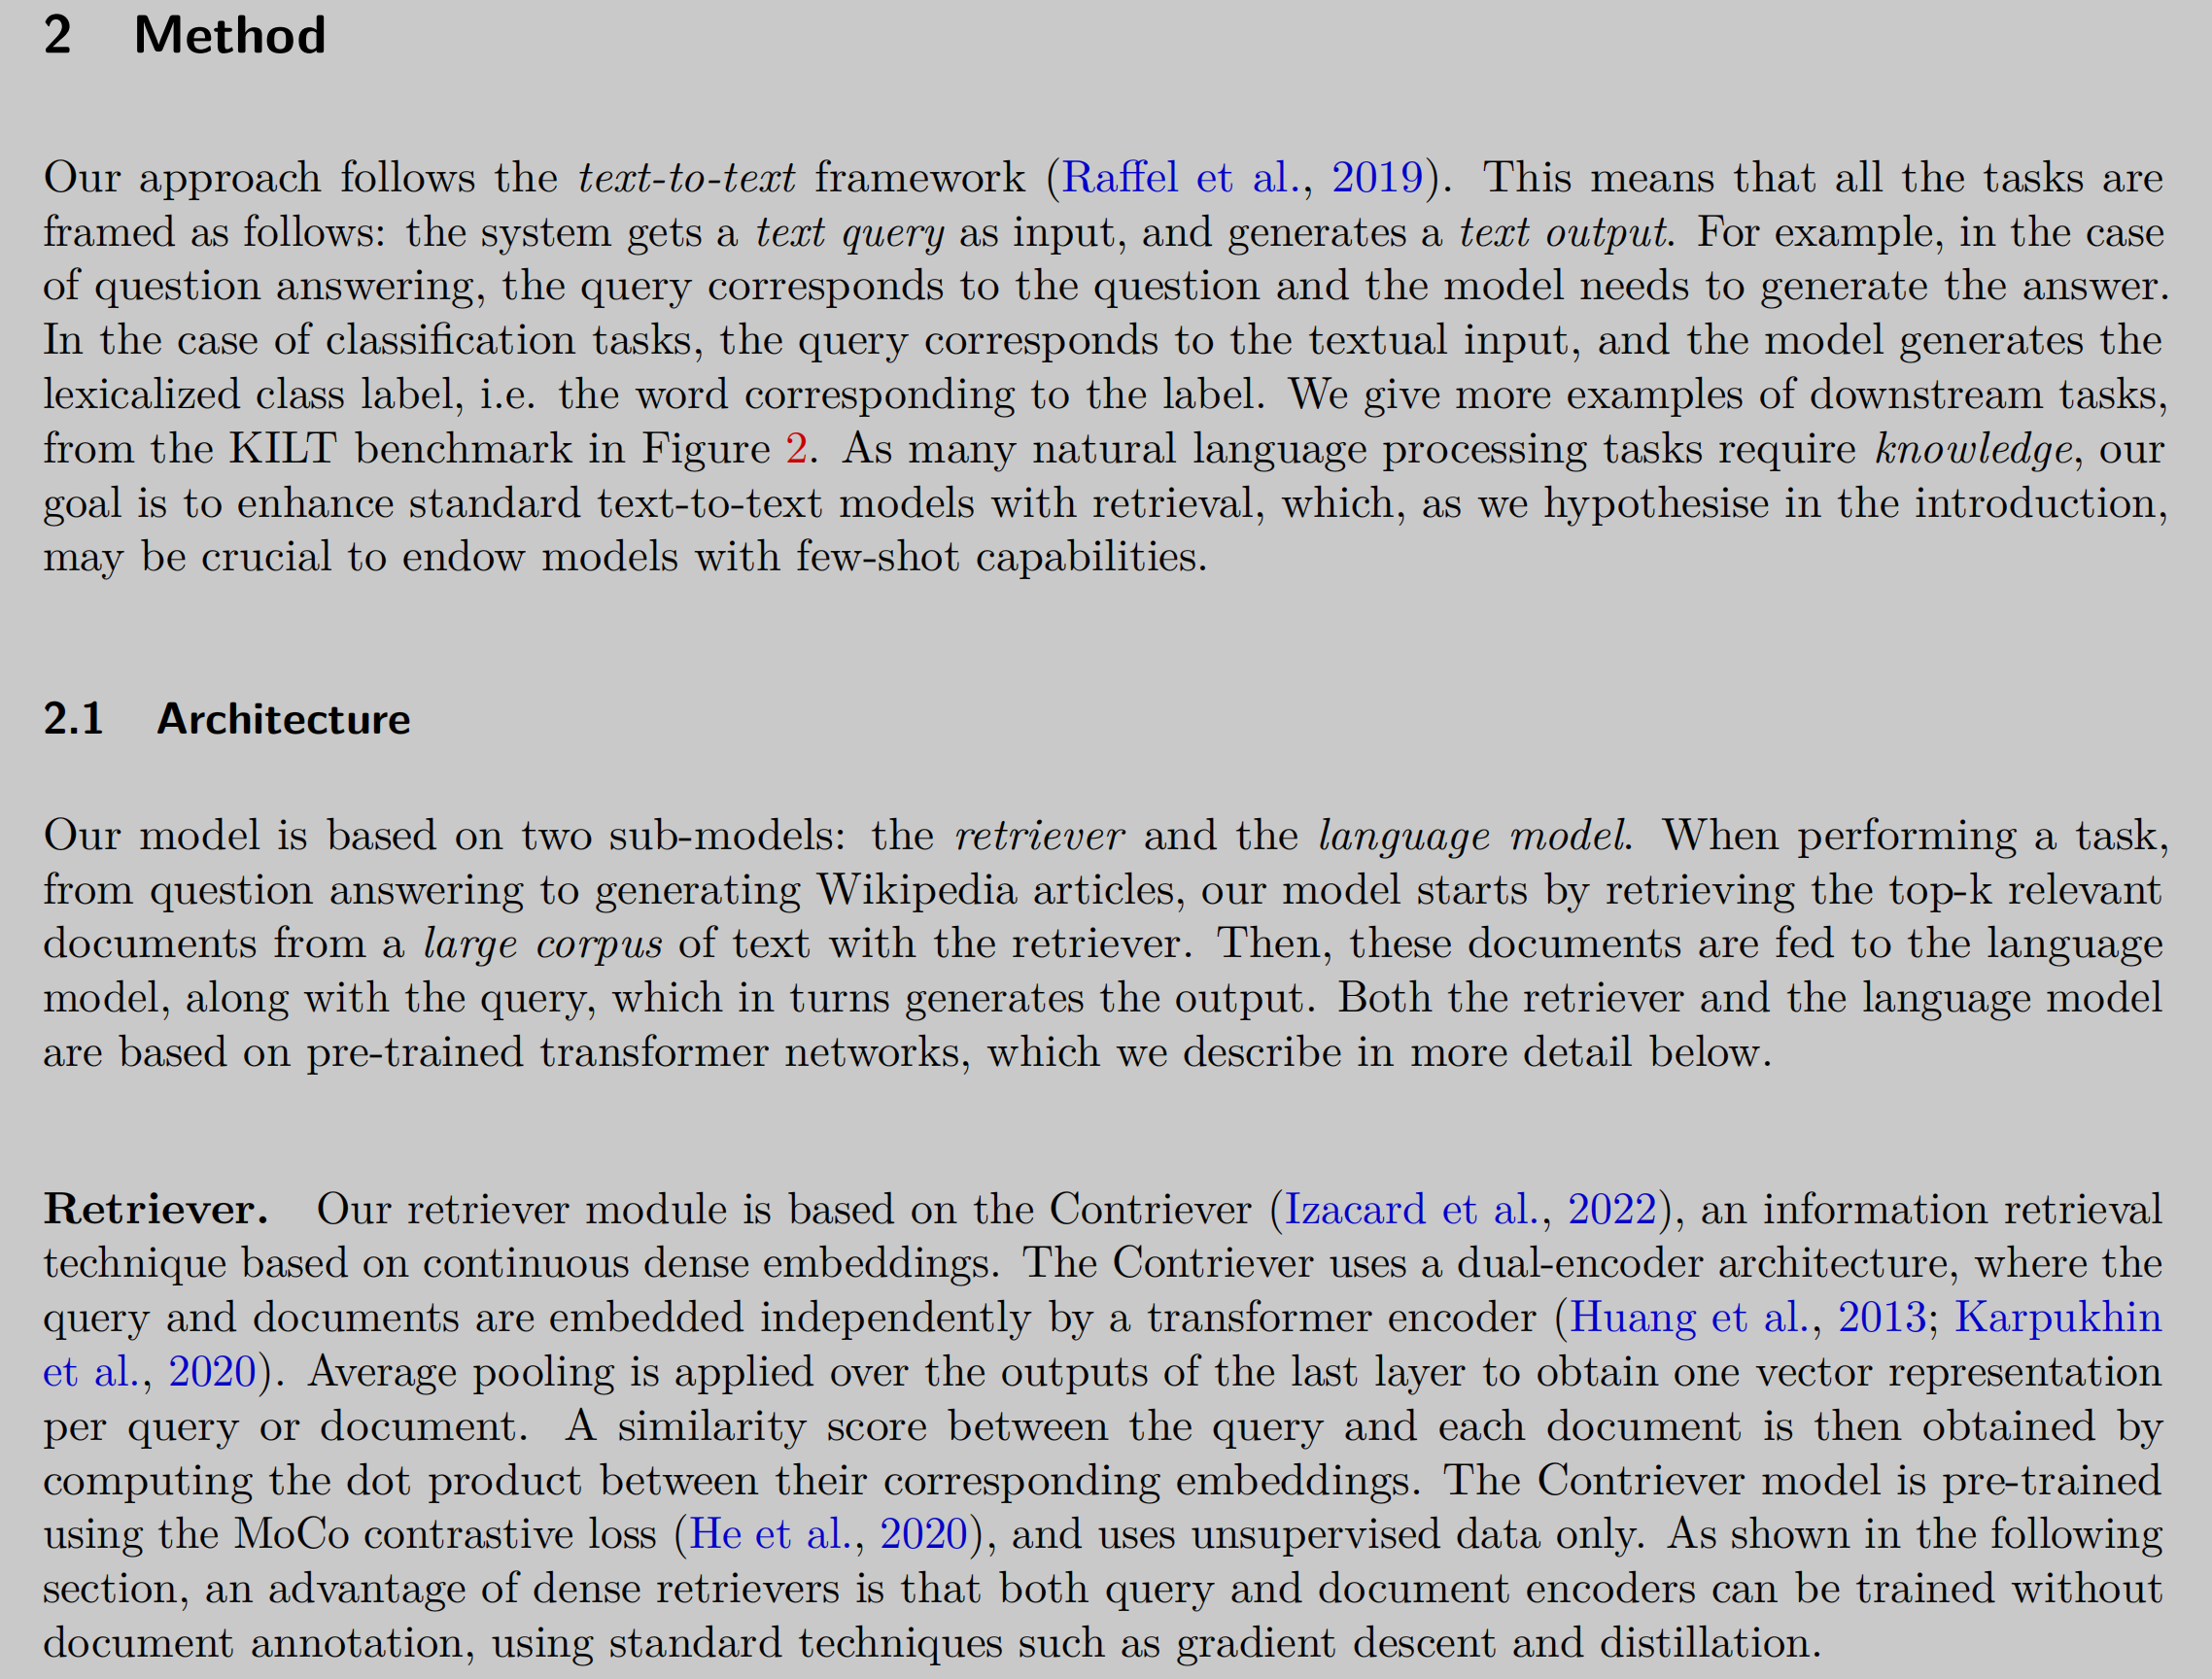 2 Method
Our approach follows the text-to-text framework (Raffel et al., 2019). This means that all the tasks are
framed as follows: the system gets a text query as input, and generates a text output. For example, in the case
of question answering, the query corresponds to the question and the model needs to generate the answer.
In the case of classification tasks, the query corresponds to the textual input, and the model generates the
lexicalized class label, i.e. the word corresponding to the label. We give more examples of downstream tasks,
from the KILT benchmark in Figure 2. As many natural language processing tasks require knowledge, our
goal is to enhance standard text-to-text models with retrieval, which, as we hypothesise in the introduction,
may be crucial to endow models with few-shot capabilities.
2.1 Architecture
Our model is based on two sub-models: the retriever and the language model. When performing a task,
from question answering to generating Wikipedia articles, our model starts by retrieving the top-k relevant
documents from a large corpus of text with the retriever. Then, these documents are fed to the language
model, along with the query, which in turns generates the output. Both the retriever and the language model
are based on pre-trained transformer networks, which we describe in more detail below.
Retriever. Our retriever module is based on the Contriever (Izacard et al., 2022), an information retrieval
technique based on continuous dense embeddings. The Contriever uses a dual-encoder architecture, where the
query and documents are embedded independently by a transformer encoder (Huang et al., 2013; Karpukhin
et al., 2020). Average pooling is applied over the outputs of the last layer to obtain one vector representation
per query or document. A similarity score between the query and each document is then obtained by
computing the dot product between their corresponding embeddings. The Contriever model is pre-trained
using the MoCo contrastive loss (He et al., 2020), and uses unsupervised data only. As shown in the following
section, an advantage of dense retrievers is that both query and document encoders can be trained without
document annotation, using standard techniques such as gradient descent and distillation.